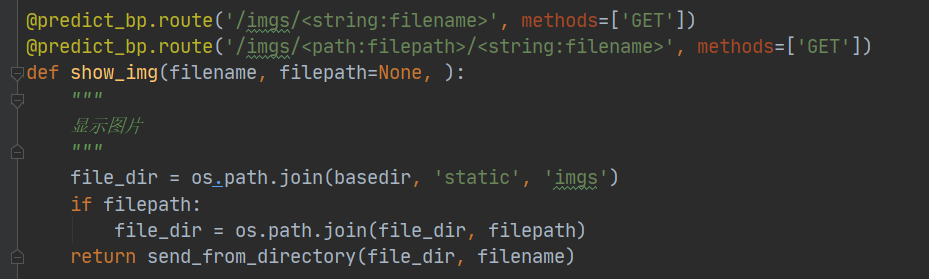 @predict_bp.route('/imgs/<string:filename>', methods=['GET'])
@predict_bp.route('/imgs/<path:filepath>/<string:filename>', methods=['GET'])
def show_img(filename, filepath=None, ):
    """
    显示图片
    """
    file_dir = os.path.join(basedir, 'static', 'imgs')
    if filepath:
        file_dir = os.path.join(file_dir, filepath)
    return send_from_directory(file_dir, filename)